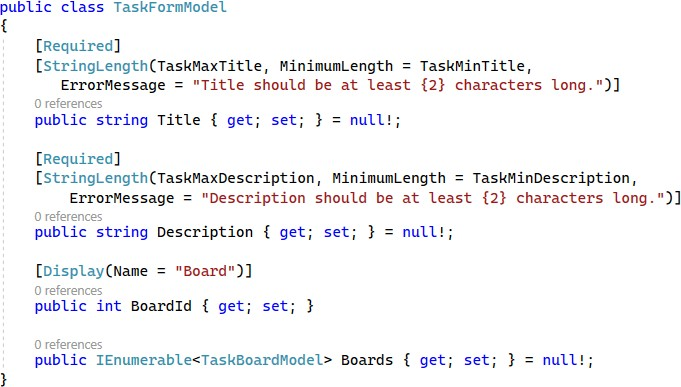 public class TaskFormModel
{
[Required]
[StringLength(TaskMaxTitle, MinimumLength = TaskMinTitle,
ErrorMessage = "Title should be at least {2} characters long.")]
0 references
public string Title { get; set; } = null!;
[Required]
[StringLength(TaskMaxDescription, MinimumLength = TaskMinDescription,
ErrorMessage = "Description should be at least {2} characters long.")]
0 references
public string Description { get; set; } = null!;
[Display(Name = "Board")]
0 references
public int BoardId { get; set; }
0 references
public IEnumerable<TaskBoardModel> Boards { get; set; } = null!;
}